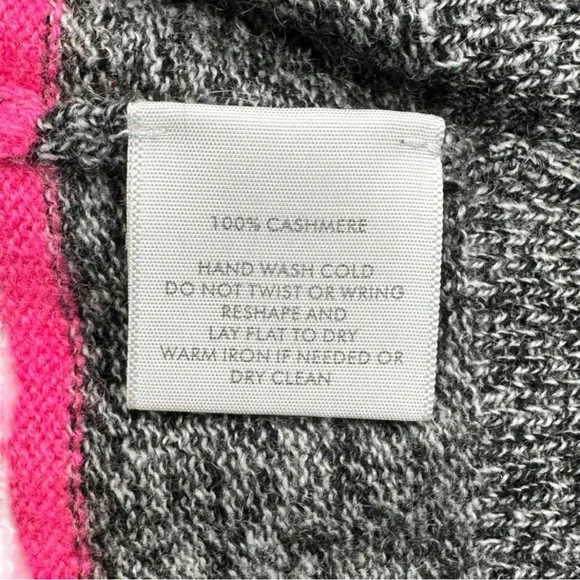 100% CASHMERE
HAND WASH COLD
DO NOT TWIST OR WRING
RESHAPE AND
LAY FLAT TO DRY
WARM IRON IF NEEDED OR
DRY CLEAN